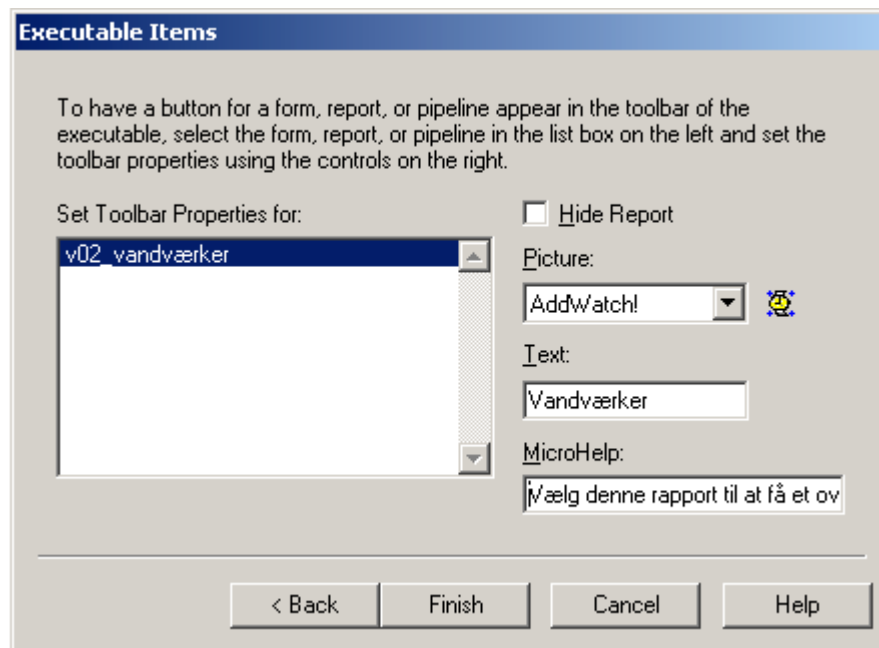 Executable Items
To have a button for a form, report, or pipeline appear in the toolbar of the
executable, select the form, report, or pipeline in the list box on the left and set the
toolbar properties using the controls on the right.
Set Toolbar Properties for:
v02_vandværker
Hide Report
Picture:
AddWatch!
Text:
Vandværker
MicroHelp:
Vælg denne rapport til at få et ov
< Back
Finish
Cancel
Help